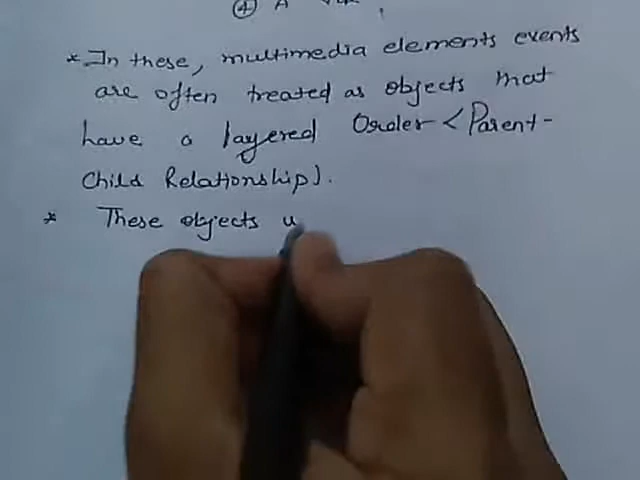 ④ A
* In these, multimedia elements events
are often treated as objects that
have a layered Order < Parent-
Child Relationship).
* These objects u